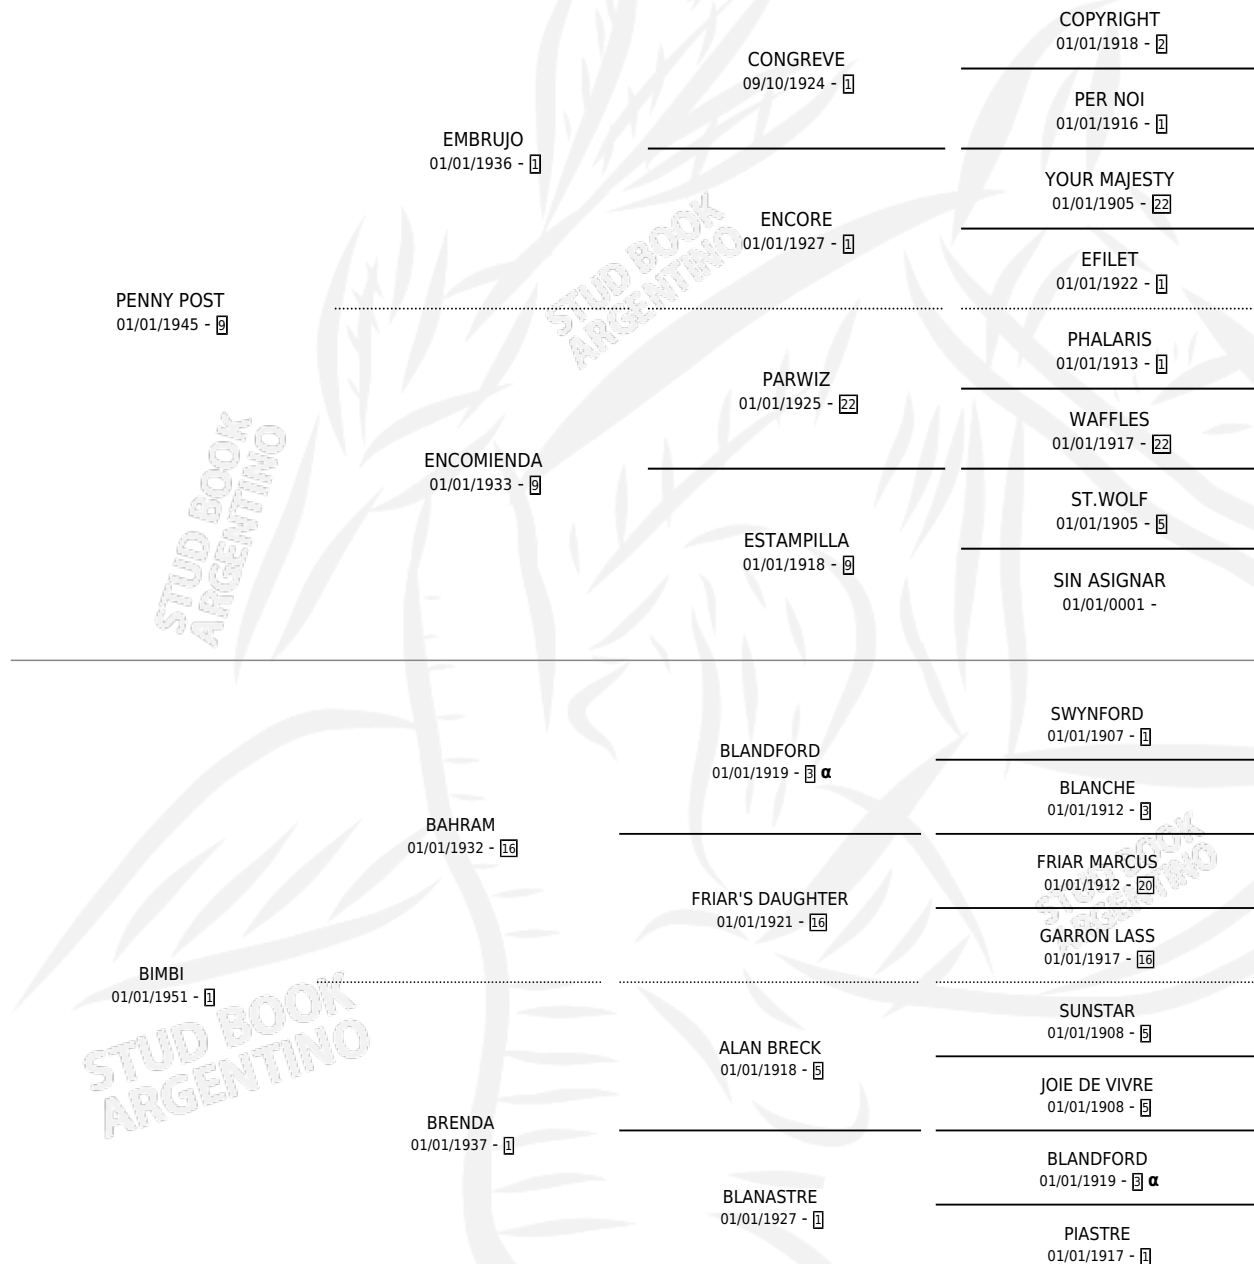 COPYRIGHT
01/01/1918 - 2
CONGREVE
09/10/1924 - 1
PER NOI
01/01/1916 - 1
EMBRUJO
01/01/1936 - 1
YOUR MAJESTY
01/01/1905 - 22
ENCORE
01/01/1927 - 1
EFILET
01/01/1922 - 1
PENNY POST
01/01/1945 - 9
PHALARIS
01/01/1913 - 1
PARWIZ
01/01/1925 - 22
WAFFLES
01/01/1917 - 22
ENCOMIENDA
01/01/1933 - 9
ST.WOLF
01/01/1905 - 5
ESTAMPILLA
01/01/1918 - 9
SIN ASIGNAR
01/01/0001 -
SWYNFORD
01/01/1907 - 1
BLANDFORD
01/01/1919 - 3 α
BLANCHE
01/01/1912 - 3
BAHRAM
01/01/1932 - 16
FRIAR MARCUS
01/01/1912 - 20
FRIAR'S DAUGHTER
01/01/1921 - 16
GARRON LASS
01/01/1917 - 16
BIMBI
01/01/1951 - 1
SUNSTAR
01/01/1908 - 5
ALAN BRECK
01/01/1918 - 5
JOIE DE VIVRE
01/01/1908 - 5
BRENDA
01/01/1937 - 1
BLANDFORD
01/01/1919 - 3 α
BLANASTRE
01/01/1927 - 1
PIASTRE
01/01/1917 - 1
STUD BOOK
ARGENTINO
STUD BOOK
ARGENTINO
STUD BOOK
ARGENTINO
STUD BOOK
ARGENTINO